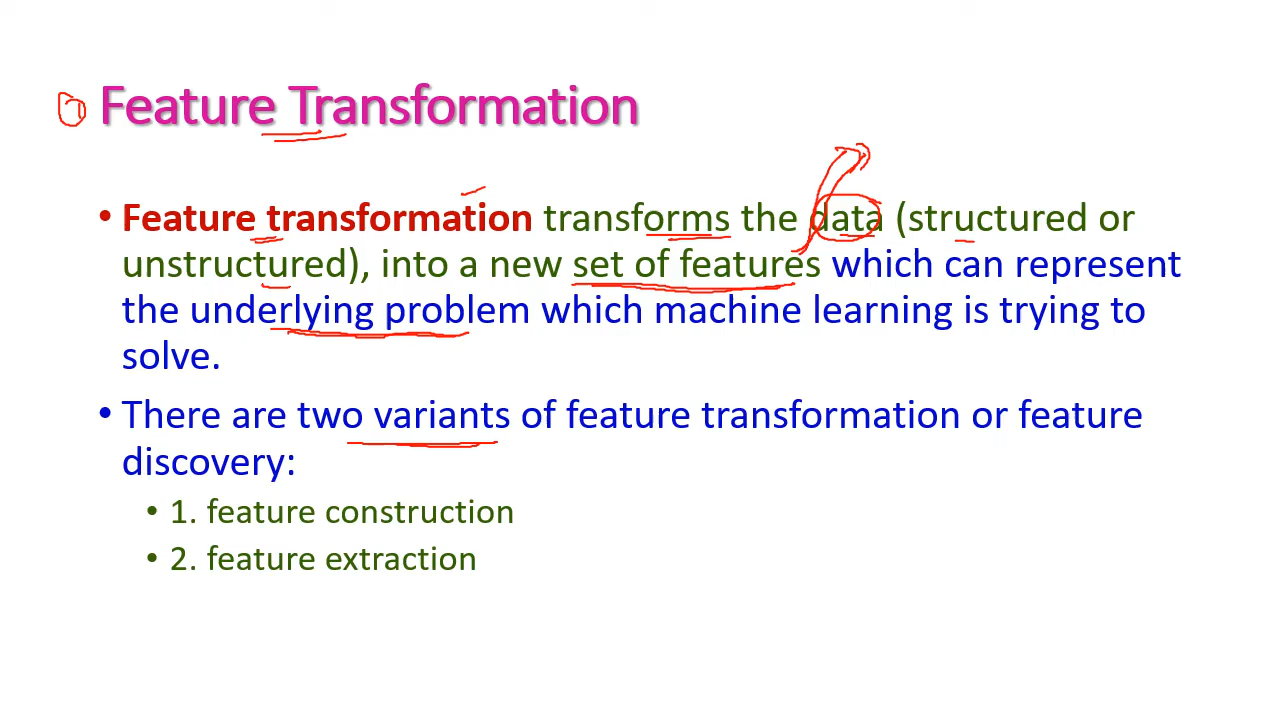 Feature Transformation
• Feature transformation transforms the data (structured or
unstructured), into a new set of features which can represent
the underlying problem which machine learning is trying to
solve.
• There are two variants of feature transformation or feature
discovery:
• 1. feature construction
• 2. feature extraction